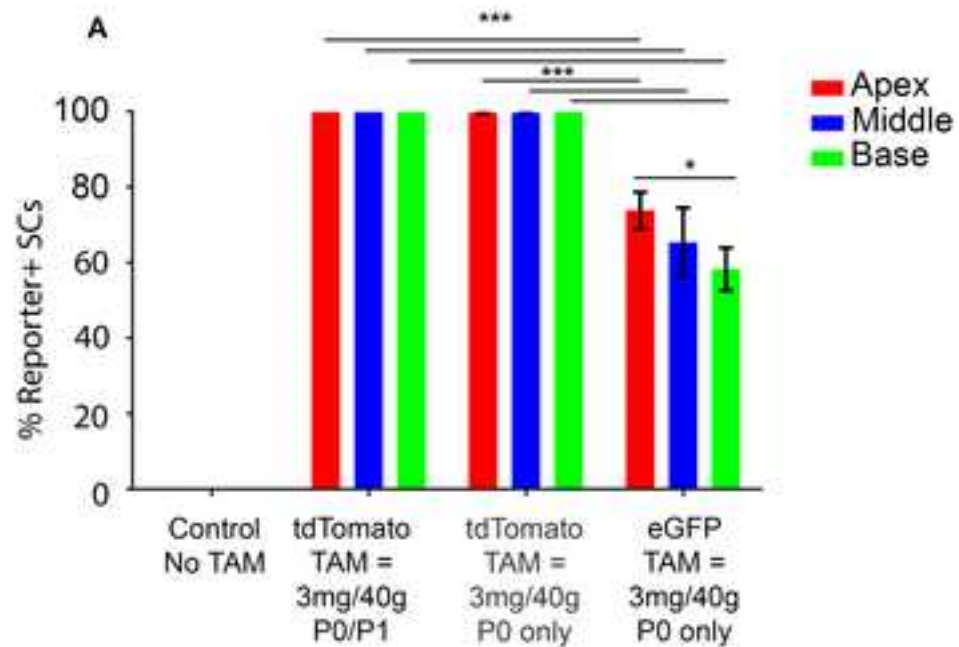 A
***
***
*
Apex
Middle
Base
% Reporter+ SCs
100
80
60
40
20
0
Control
No TAM
tdTomato
TAM =
3mg/40g
P0/P1
tdTomato
TAM =
3mg/40g
P0 only
eGFP
TAM =
3mg/40g
P0 only